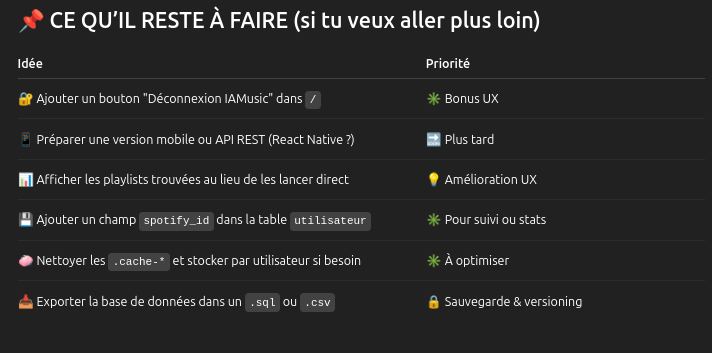 📌 CE QU'IL RESTE À FAIRE (si tu veux aller plus loin)
Idée Priorité
🔐 Ajouter un bouton "Déconnexion IAMusic" dans / ✳️ Bonus UX
📱 Préparer une version mobile ou API REST (React Native ?) ➡️ Plus tard
📊 Afficher les playlists trouvées au lieu de les lancer direct 💡 Amélioration UX
💾 Ajouter un champ spotify_id dans la table utilisateur ✳️ Pour suivi ou stats
🧼 Nettoyer les .cache-* et stocker par utilisateur si besoin ✳️ À optimiser
📥 Exporter la base de données dans un .sql ou .csv 🔒 Sauvegarde & versioning